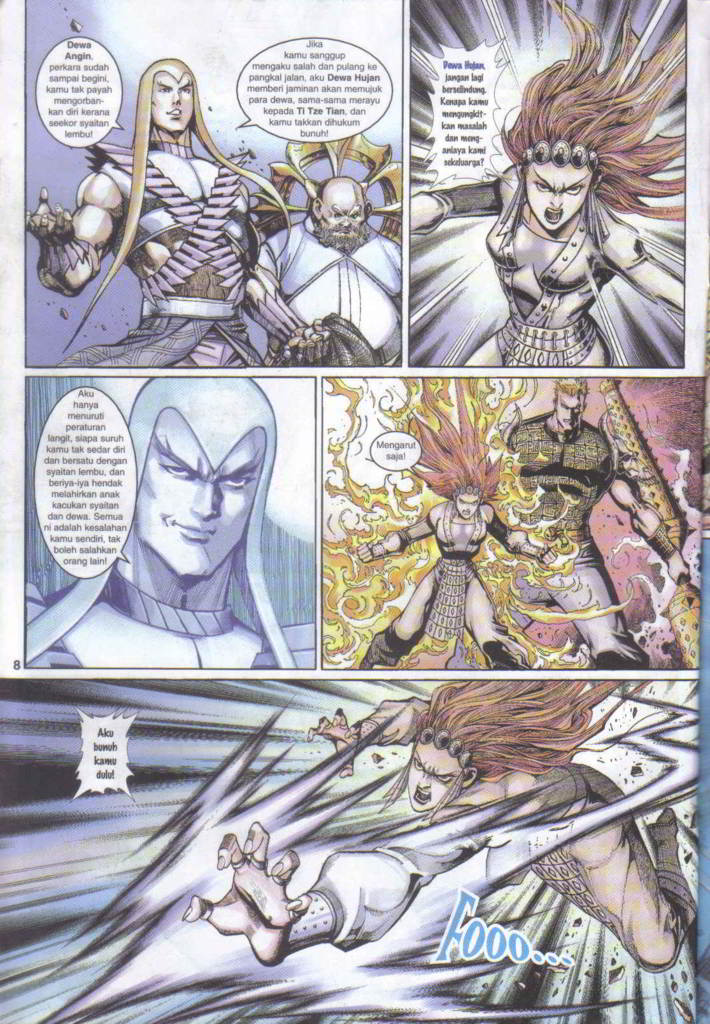 Dewa
Angin,
perkara sudah
sampai begini,
kamu tak payah
mengorban-
kan diri kerana
seekor syaitan
lembu!
Jika
kamu sanggup
mengaku salah dan pulang ke
pangkal jalan, aku Dewa Hujan
memberi jaminan akan memujuk
para dewa, sama-sama merayu
kepada Ti Tze Tian, dan
kamu takkan dihukum
bunuh!
Dewa Hujan,
jangan lagi
berselindung.
Kenapa kamu
mengungkit-
kan masalah
dan meng-
aniaya kami
sekeluarga?
Aku
hanya
menuruti
peraturan
langit, siapa suruh
kamu tak sedar diri
dan bersatu dengan
syaitan lembu, dan
beriya-iya hendak
melahirkan anak
kacukan syaitan
dan dewa. Semua
ni adalah kesalahan
kamu sendiri, tak
boleh salahkan
orang lain!
Mengarut
saja!
8
Aku
bunuh
kamu
dulu!
Fooo...